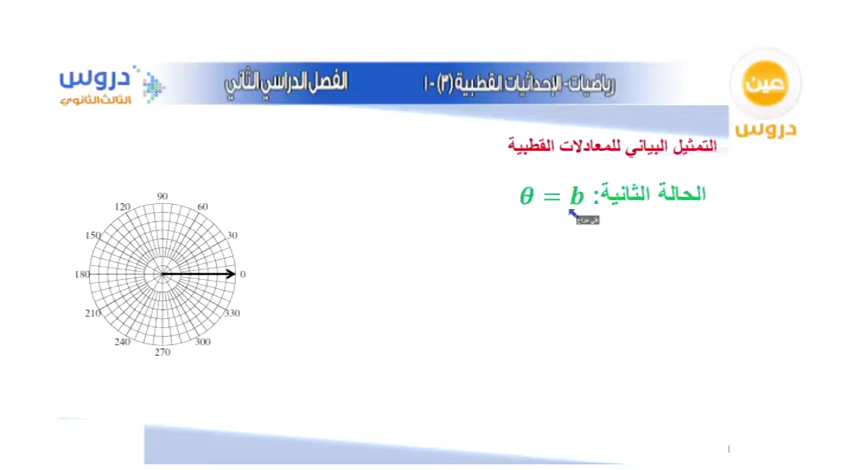 دروس
الثالث الثانوي
الفصل الدراسي الثاني
رياضيات- الإحداثيات القطبية (٣) -١
عين
دروس
التمثيل البياني للمعادلات القطبية
الحالة الثانية: θ = b
90
120
60
150
30
180
0
210
330
240
300
270